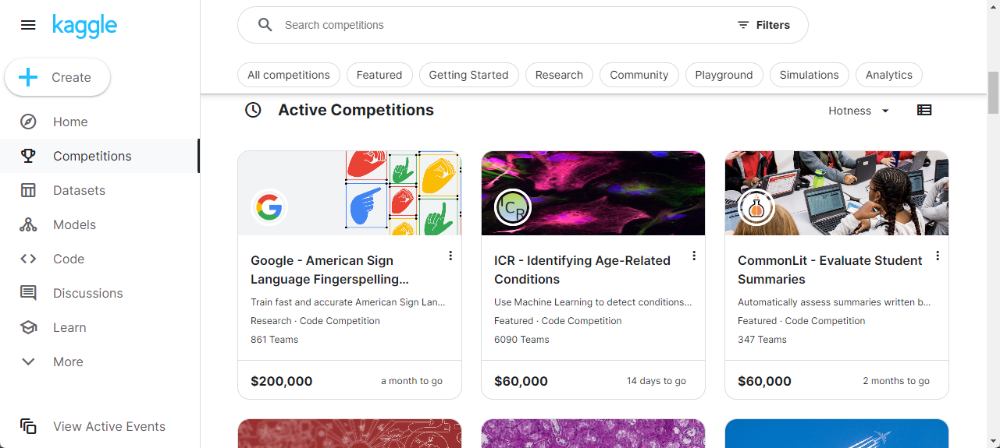 kaggle
Create
Home
Competitions
Datasets
Models
Code
Discussions
Learn
More
View Active Events
Search competitions
Filters
All competitions
Featured
Getting Started
Research
Community
Playground
Simulations
Analytics
Active Competitions
Hotness
G
Google - American Sign
Language Fingerspelling...
Train fast and accurate American Sign Lan...
Research · Code Competition
861 Teams
$200,000
a month to go
ICR
ICR - Identifying Age-Related
Conditions
Use Machine Learning to detect conditions...
Featured · Code Competition
6090 Teams
$60,000
14 days to go
CommonLit - Evaluate Student
Summaries
Automatically assess summaries written b...
Featured · Code Competition
347 Teams
$60,000
2 months to go